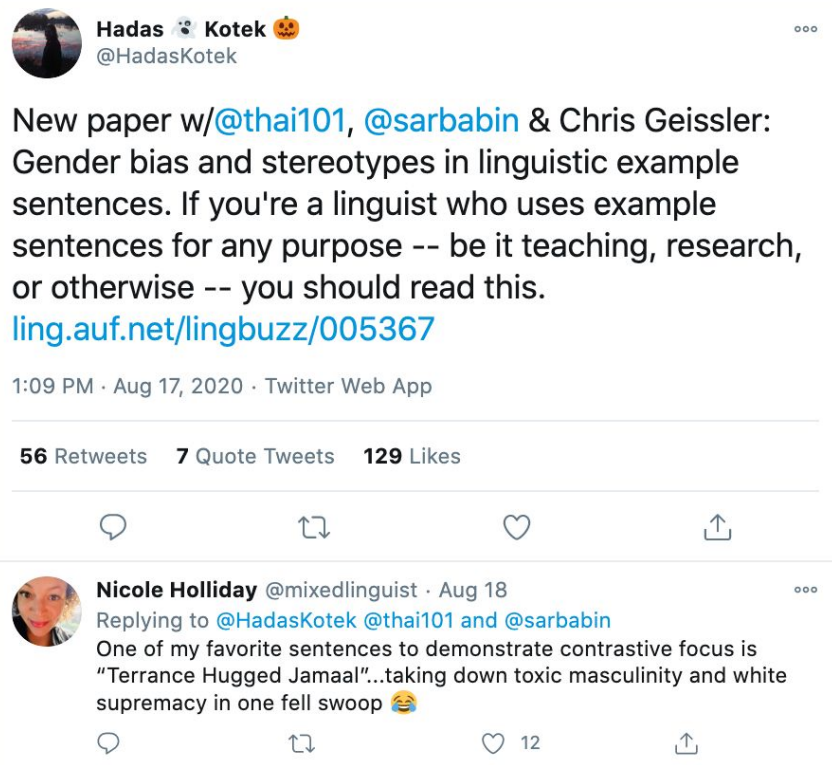 Hadas 👻 Kotek 🎃
@HadasKotek
New paper w/@thai101, @sarbabin & Chris Geissler:
Gender bias and stereotypes in linguistic example
sentences. If you're a linguist who uses example
sentences for any purpose -- be it teaching, research,
or otherwise -- you should read this.
ling.auf.net/lingbuzz/005367
1:09 PM · Aug 17, 2020 · Twitter Web App
56 Retweets 7 Quote Tweets 129 Likes
Nicole Holliday @mixedlinguist · Aug 18
Replying to @HadasKotek @thai101 and @sarbabin
One of my favorite sentences to demonstrate contrastive focus is
“Terrance Hugged Jamaal”...taking down toxic masculinity and white
supremacy in one fell swoop 😂
12